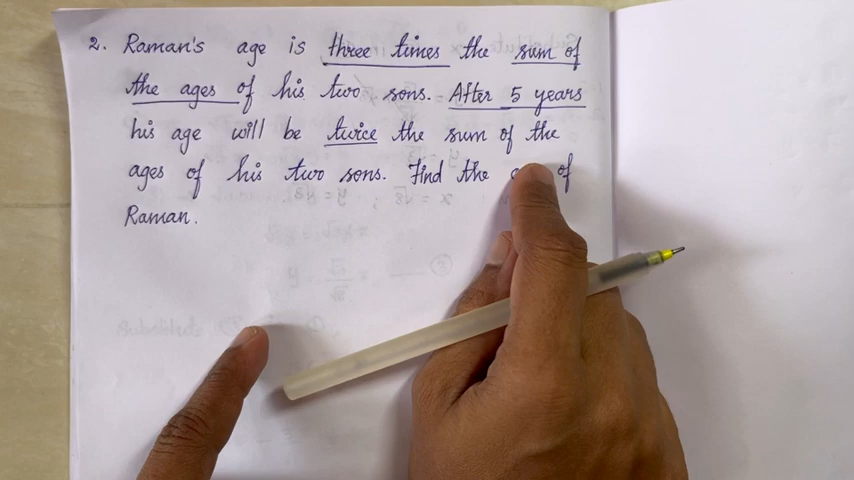 2. Raman's age is three times the sum of
the ages of his two sons. After 5 years
his age will be twice the sum of the
ages of his two sons. Find the of
Raman.